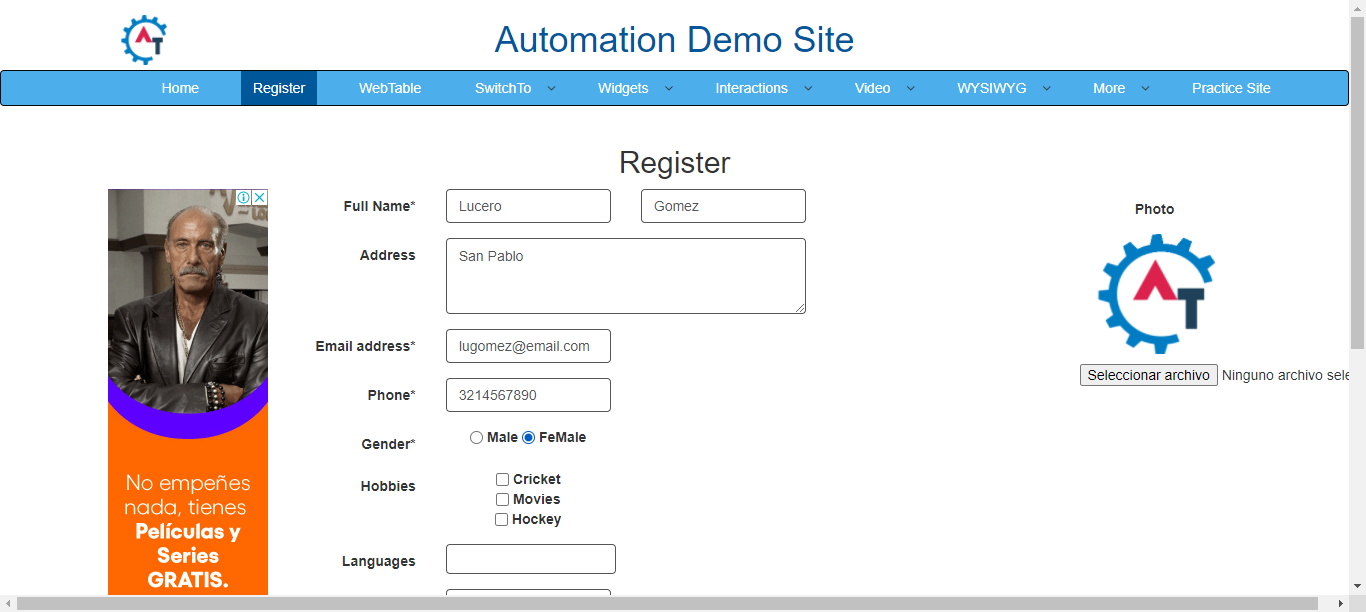 AT
Automation Demo Site
Home Register WebTable SwitchTo Widgets Interactions Video WYSIWYG More Practice Site
Register
Full Name* Lucero Gomez
Photo
Address San Pablo
AT
Email address* lugomez@email.com
Seleccionar archivo Ninguno archivo sele
Phone* 3214567890
Gender* Male FeMale
Hobbies Cricket
Movies
Hockey
Languages
No empeñes
nada, tienes
Películas y
Series
GRATIS.